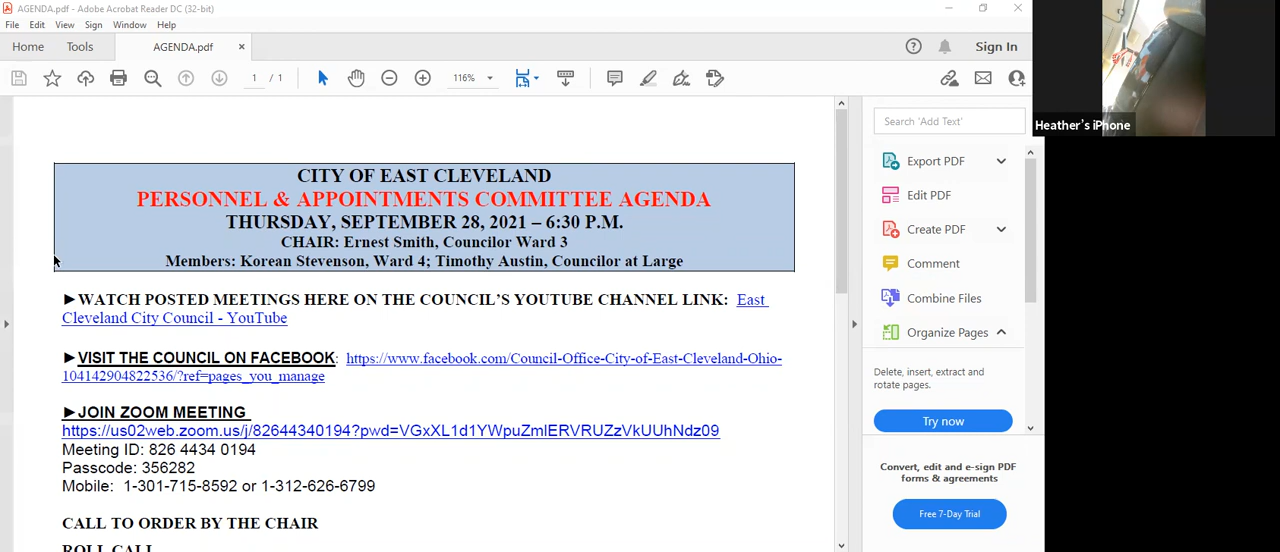 AGENDA.pdf - Adobe Acrobat Reader DC (32-bit)
File Edit View Sign Window Help
Home Tools AGENDA.pdf × Sign In
1 / 1 116%
Search 'Add Text'
Heather's iPhone
CITY OF EAST CLEVELAND
PERSONNEL & APPOINTMENTS COMMITTEE AGENDA
THURSDAY, SEPTEMBER 28, 2021 – 6:30 P.M.
CHAIR: Ernest Smith, Councilor Ward 3
Members: Korean Stevenson, Ward 4; Timothy Austin, Councilor at Large
►WATCH POSTED MEETINGS HERE ON THE COUNCIL'S YOUTUBE CHANNEL LINK: East
Cleveland City Council - YouTube
►VISIT THE COUNCIL ON FACEBOOK: https://www.facebook.com/Council-Office-City-of-East-Cleveland-Ohio-
104142904822536/?ref=pages_you_manage
►JOIN ZOOM MEETING
https://us02web.zoom.us/j/82644340194?pwd=VGxXL1d1YWpuZmlERVRUZzVkUUhNdz09
Meeting ID: 826 4434 0194
Passcode: 356282
Mobile: 1-301-715-8592 or 1-312-626-6799
CALL TO ORDER BY THE CHAIR
ROLL CALL
Export PDF
Edit PDF
Create PDF
Comment
Combine Files
Organize Pages
Delete, insert, extract and
rotate pages.
Try now
Convert, edit and e-sign PDF
forms & agreements
Free 7-Day Trial